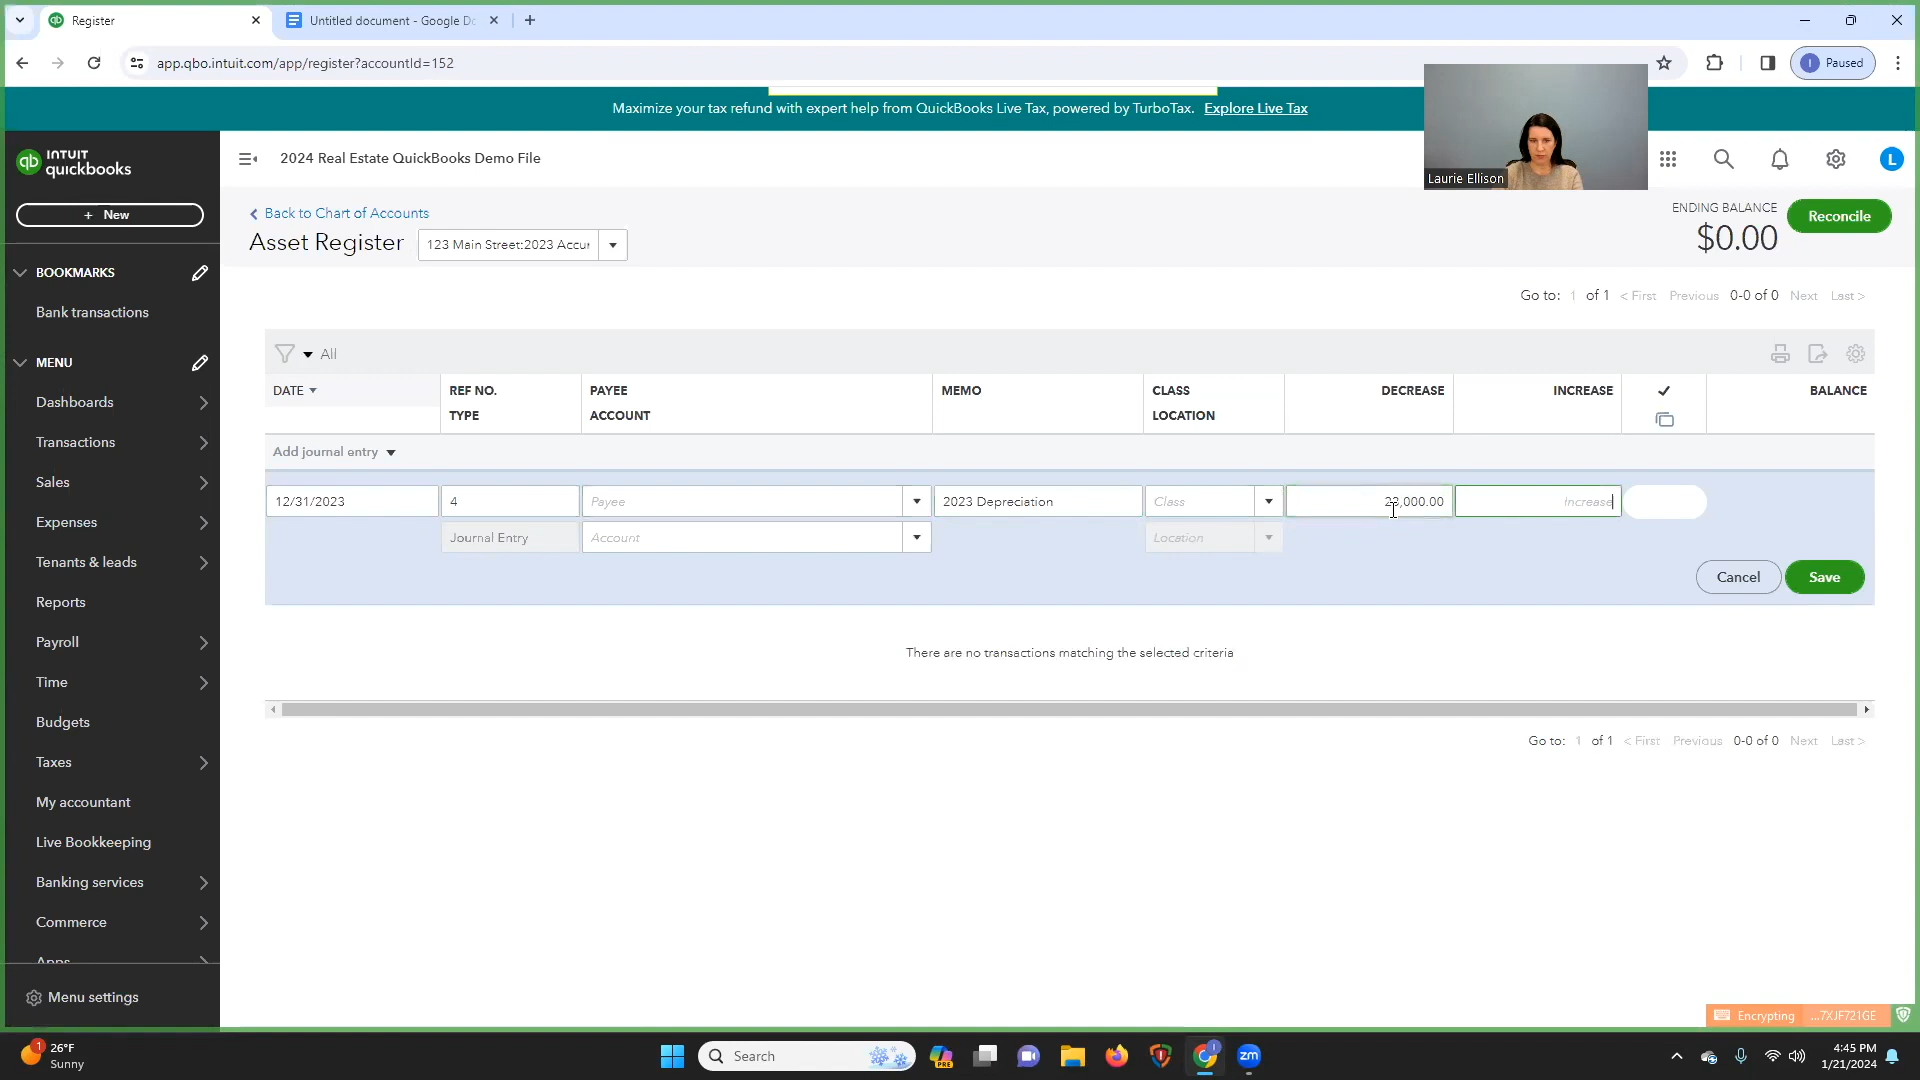 Register
Untitled document - Google Do
app.qbo.intuit.com/app/register?accountId=152
I Paused
Maximize your tax refund with expert help from QuickBooks Live Tax, powered by TurboTax. Explore Live Tax
qb INTUIT quickbooks
2024 Real Estate QuickBooks Demo File
Laurie Ellison
L
+ New
BOOKMARKS
Bank transactions
MENU
Dashboards
Transactions
Sales
Expenses
Tenants & leads
Reports
Payroll
Time
Budgets
Taxes
My accountant
Live Bookkeeping
Banking services
Commerce
Apps
Menu settings
Back to Chart of Accounts
Asset Register 123 Main Street:2023 Accur
ENDING BALANCE
$0.00
Reconcile
Go to: 1 of 1 < First Previous 0-0 of 0 Next Last >
All
DATE REF NO. PAYEE MEMO CLASS DECREASE INCREASE BALANCE
TYPE ACCOUNT LOCATION
Add journal entry
12/31/2023 4 Payee 2023 Depreciation Class Increase
Journal Entry Account Location
Cancel Save
There are no transactions matching the selected criteria
Go to: 1 of 1 < First Previous 0-0 of 0 Next Last >
Encrypting ...7XJF721GE
1 26°F
Sunny
Search
PRE
zm
4:45 PM
1/21/2024